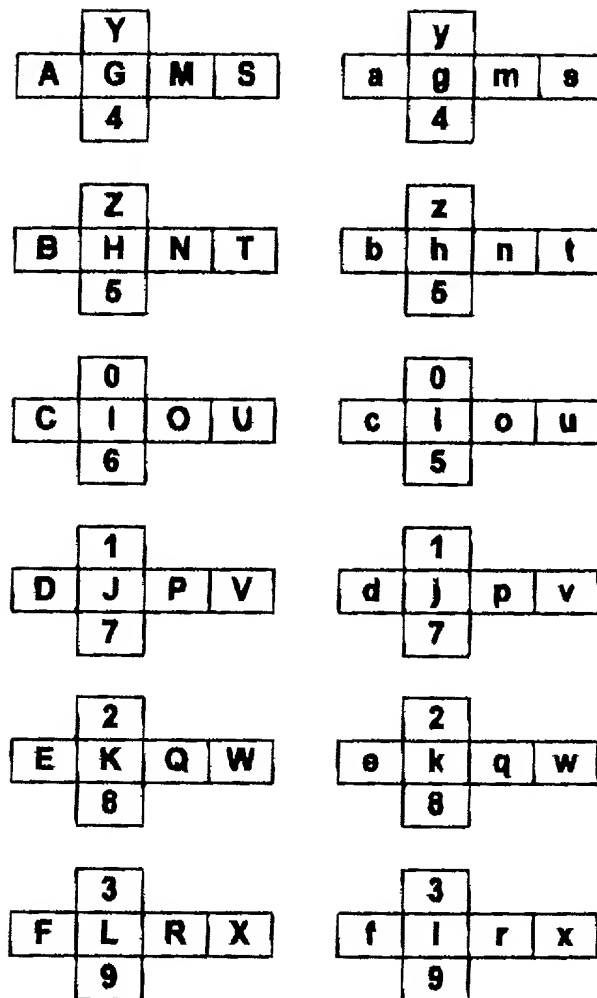 Y y
A G M S a g m s
4 4
Z z
B H N T b h n t
5 5
0 0
C I O U c i o u
6 5
1 1
D J P V d j p v
7 7
2 2
E K Q W e k q w
8 8
3 3
F L R X f l r x
9 9